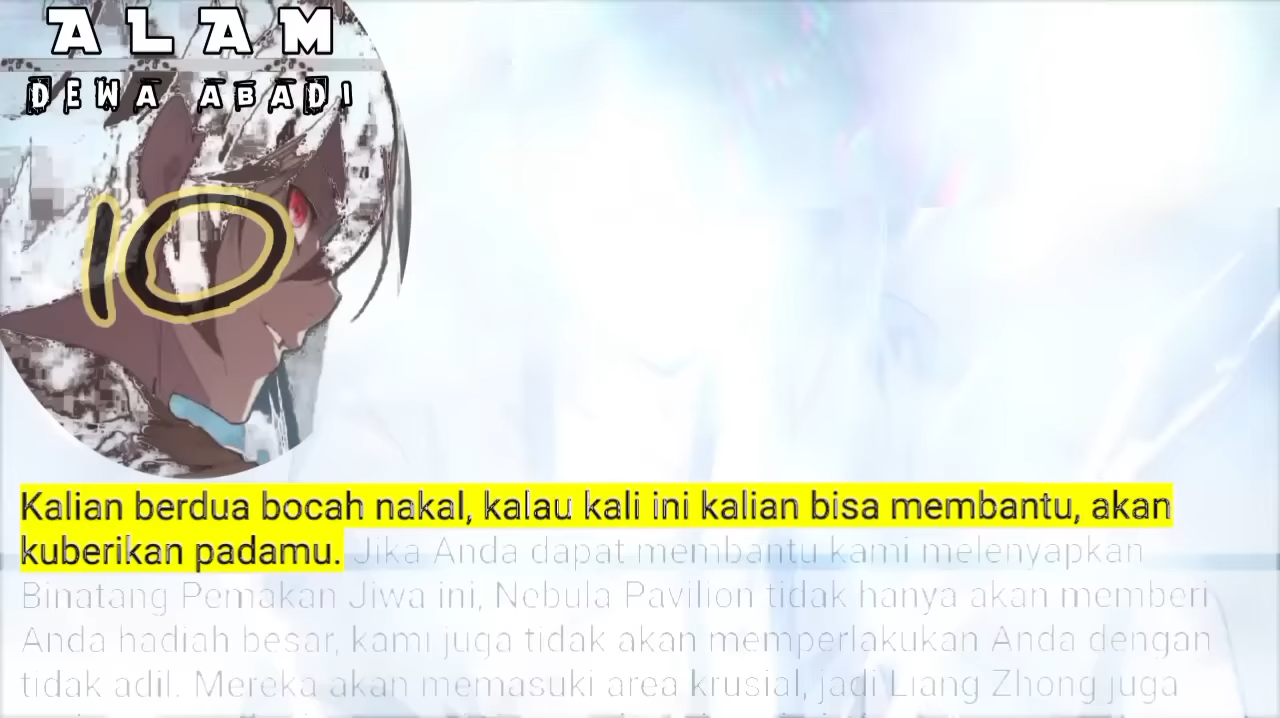 ALAM
DEWA ABADI
10
Kalian berdua bocah nakal, kalau kali ini kalian bisa membantu, akan
kuberikan padamu. Jika Anda dapat membantu kami melenyapkan
Binatang Pemakan Jiwa ini, Nebula Pavilion tidak hanya akan memberi
Anda hadiah besar, kami juga tidak akan memperlakukan Anda dengan
tidak adil. Mereka akan memasuki area krusial, jadi Liang Zhong juga